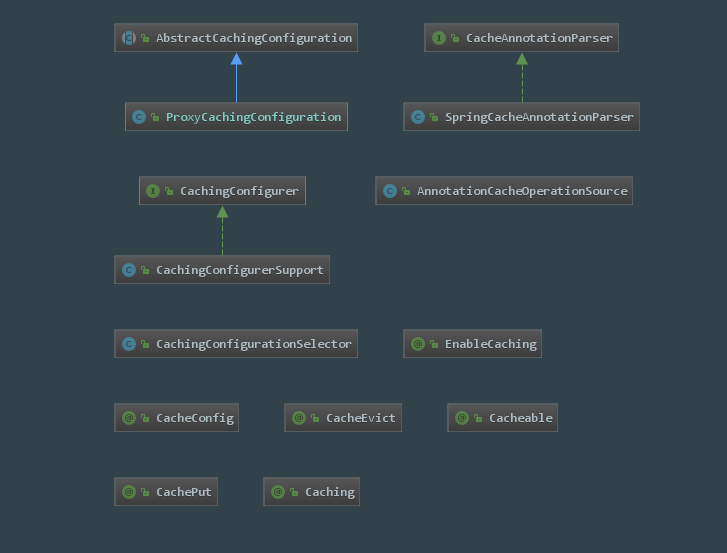 AbstractCachingConfiguration
CacheAnnotationParser
ProxyCachingConfiguration
SpringCacheAnnotationParser
CachingConfigurer
AnnotationCacheOperationSource
CachingConfigurerSupport
CachingConfigurationSelector
EnableCaching
CacheConfig
CacheEvict
Cacheable
CachePut
Caching